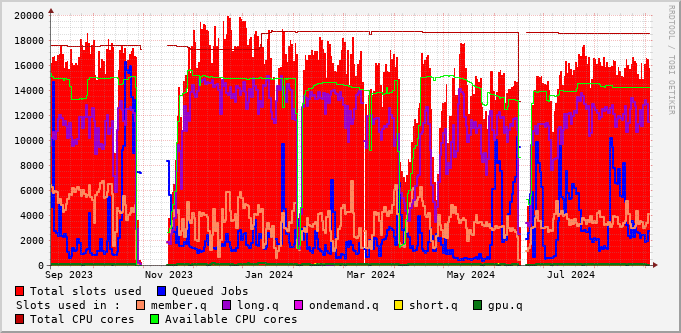 20000
18000
16000
14000
12000
10000
8000
6000
4000
2000
0
Sep 2023 Nov 2023 Jan 2024 Mar 2024 May 2024 Jul 2024
Total slots used Queued Jobs
Slots used in : member.q long.q ondemand.q short.q gpu.q
Total CPU cores Available CPU cores
RRDTOOL / TOBI OETIKER